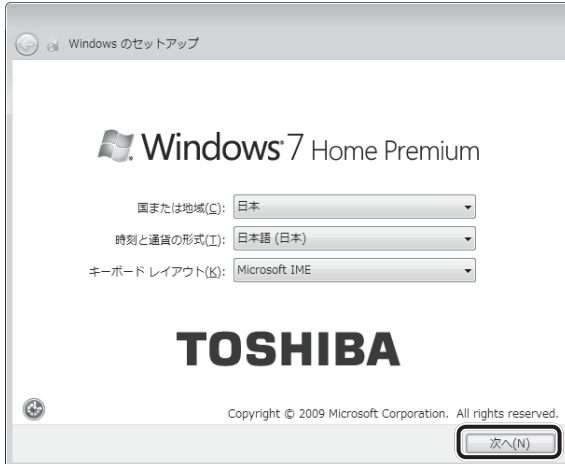 Windows のセットアップ
Windows 7 Home Premium
国または地域(C): 日本
時刻と通貨の形式(T): 日本語 (日本)
キーボード レイアウト(K): Microsoft IME
TOSHIBA
Copyright © 2009 Microsoft Corporation. All rights reserved.
次へ(N)